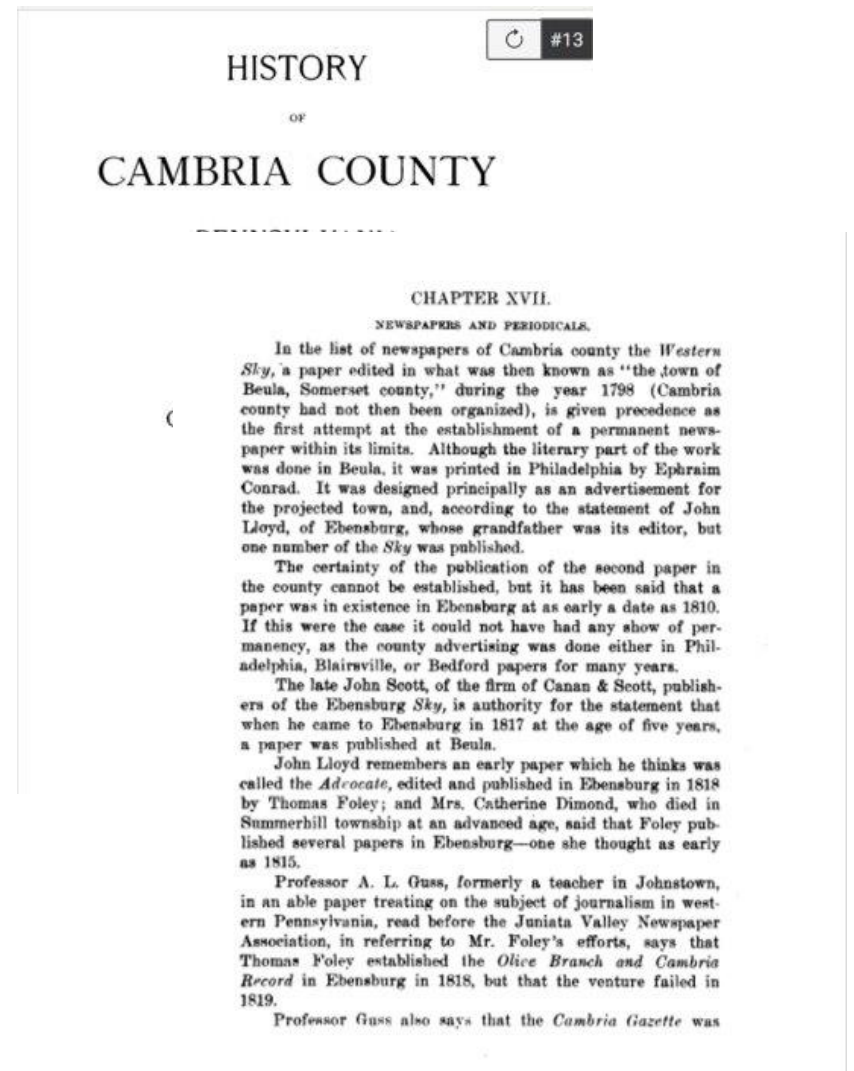 #13
HISTORY
OF
CAMBRIA COUNTY
CHAPTER XVII.
NEWSPAPERS AND PERIODICALS.
In the list of newspapers of Cambria county the Western
Sky, a paper edited in what was then known as "the town of
Beula, Somerset county," during the year 1798 (Cambria
county had not then been organized), is given precedence as
the first attempt at the establishment of a permanent news-
paper within its limits. Although the literary part of the work
was done in Beula, it was printed in Philadelphia by Ephraim
Conrad. It was designed principally as an advertisement for
the projected town, and, according to the statement of John
Lloyd, of Ebensburg, whose grandfather was its editor, but
one number of the Sky was published.
The certainty of the publication of the second paper in
the county cannot be established, but it has been said that a
paper was in existence in Ebensburg at as early a date as 1810.
If this were the case it could not have had any show of per-
manency, as the county advertising was done either in Phil-
adelphia, Blairsville, or Bedford papers for many years.
The late John Scott, of the firm of Canan & Scott, publish-
ers of the Ebensburg Sky, is authority for the statement that
when he came to Ebensburg in 1817 at the age of five years,
a paper was published at Beula.
John Lloyd remembers an early paper which he thinks was
called the Advocate, edited and published in Ebensburg in 1818
by Thomas Foley; and Mrs. Catherine Dimond, who died in
Summerhill township at an advanced age, said that Foley pub-
lished several papers in Ebensburg—one she thought as early
as 1815.
Professor A. L. Guss, formerly a teacher in Johnstown,
in an able paper treating on the subject of journalism in west-
ern Pennsylvania, read before the Juniata Valley Newspaper
Association, in referring to Mr. Foley's efforts, says that
Thomas Foley established the Olive Branch and Cambria
Record in Ebensburg in 1818, but that the venture failed in
1819.
Professor Guss also says that the Cambria Gazette was